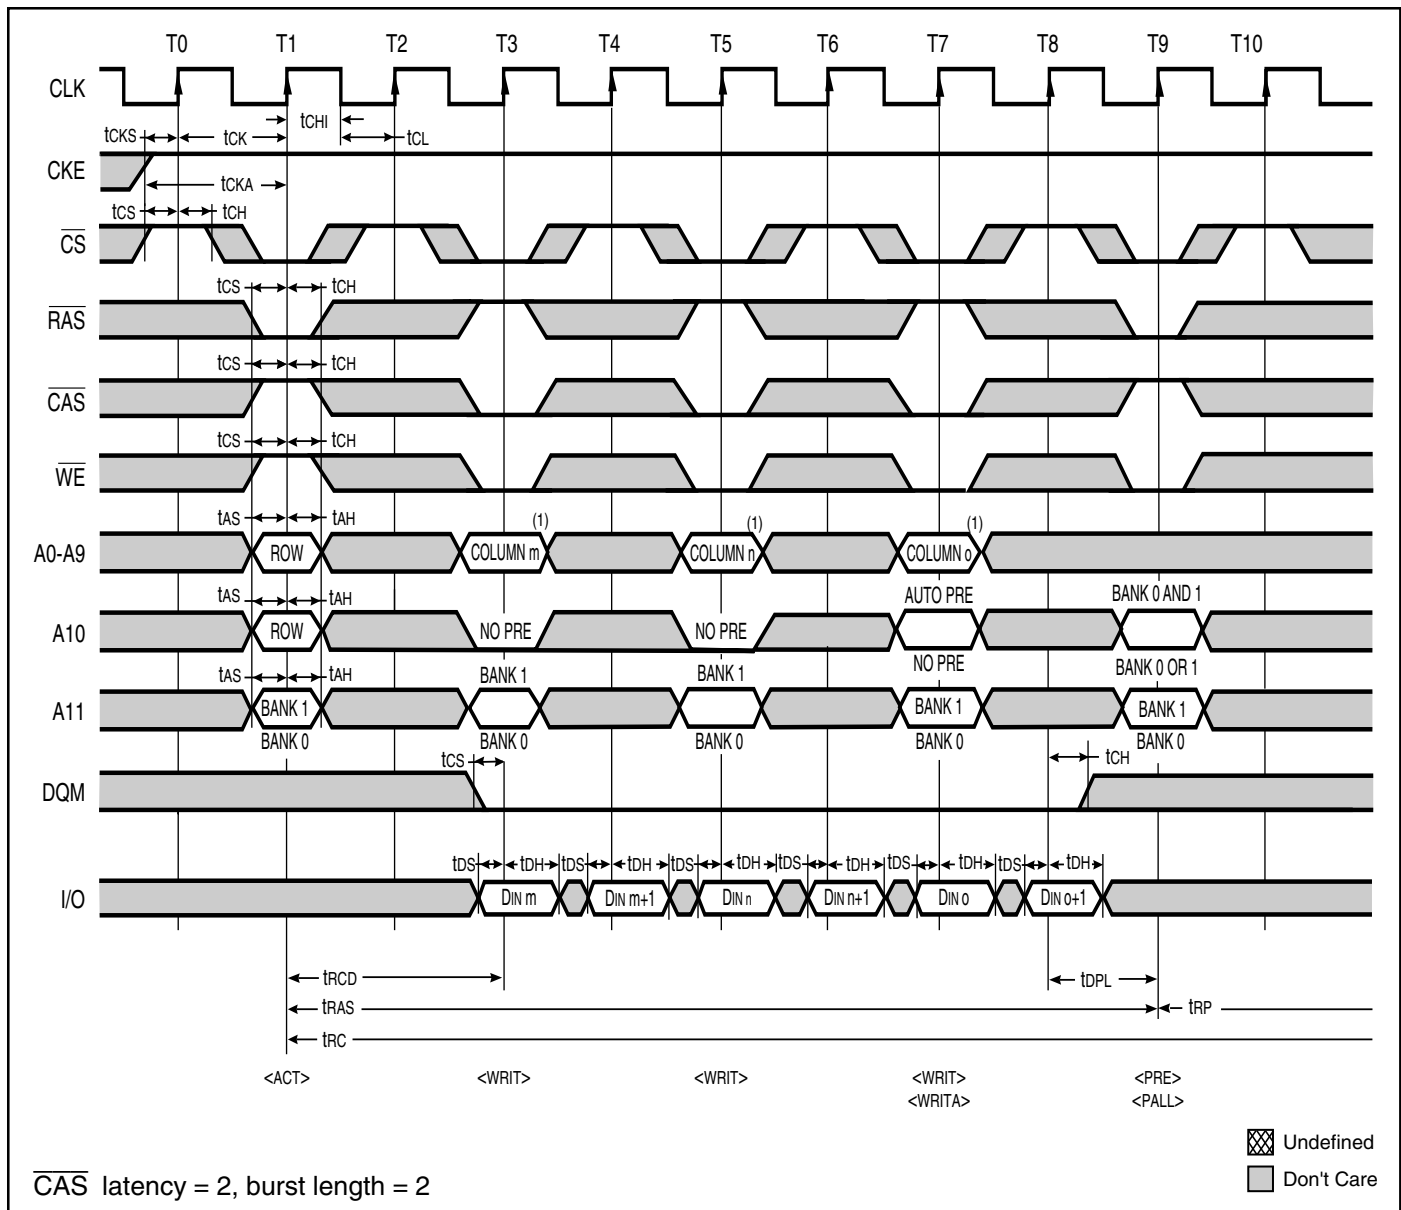 T0 T1 T2 T3 T4 T5 T6 T7 T8 T9 T10
CLK
tCHI
tCKS tCK tCL
CKE
tCKA
tCS tCH
CS
tCS tCH
RAS
tCS tCH
CAS
tCS tCH
WE
tAS tAH (1) (1) (1)
A0-A9 ROW COLUMN m COLUMN n COLUMN o
tAS tAH AUTO PRE BANK 0 AND 1
A10 ROW NO PRE NO PRE
NO PRE BANK 0 OR 1
tAS tAH BANK 1 BANK 1
A11 BANK 1 BANK 1 BANK 1
BANK 0 BANK 0 BANK 0 BANK 0 BANK 0
tCS tCH
DQM
tDS tDH tDS tDH tDS tDH tDS tDH tDS tDH tDS tDH
I/O DIN m DIN m+1 DIN n DIN n+1 DIN o DIN o+1
tRCD tDPL
tRAS tRP
tRC
<ACT> <WRIT> <WRIT> <WRIT> <PRE>
<WRITA> <PALL>
Undefined
Don't Care
CAS latency = 2, burst length = 2